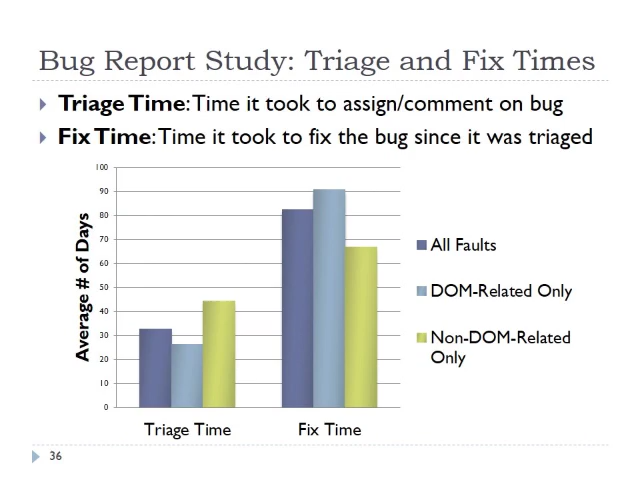 Bug Report Study: Triage and Fix Times
Triage Time: Time it took to assign/comment on bug
Fix Time: Time it took to fix the bug since it was triaged
Average # of Days
100
90
80
70
60
50
40
30
20
10
0
Triage Time
Fix Time
All Faults
DOM-Related Only
Non-DOM-Related
Only
36